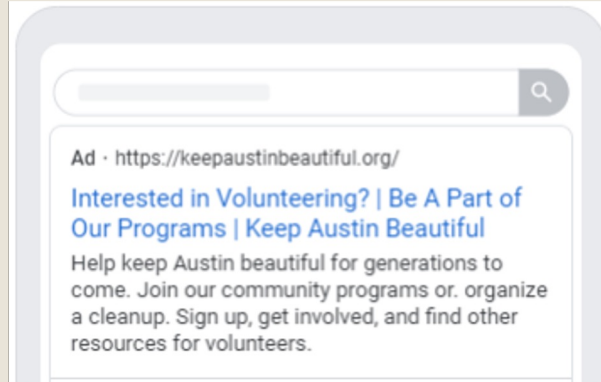 Ad · https://keepaustinbeautiful.org/
Interested in Volunteering? | Be A Part of
Our Programs | Keep Austin Beautiful
Help keep Austin beautiful for generations to
come. Join our community programs or. organize
a cleanup. Sign up, get involved, and find other
resources for volunteers.